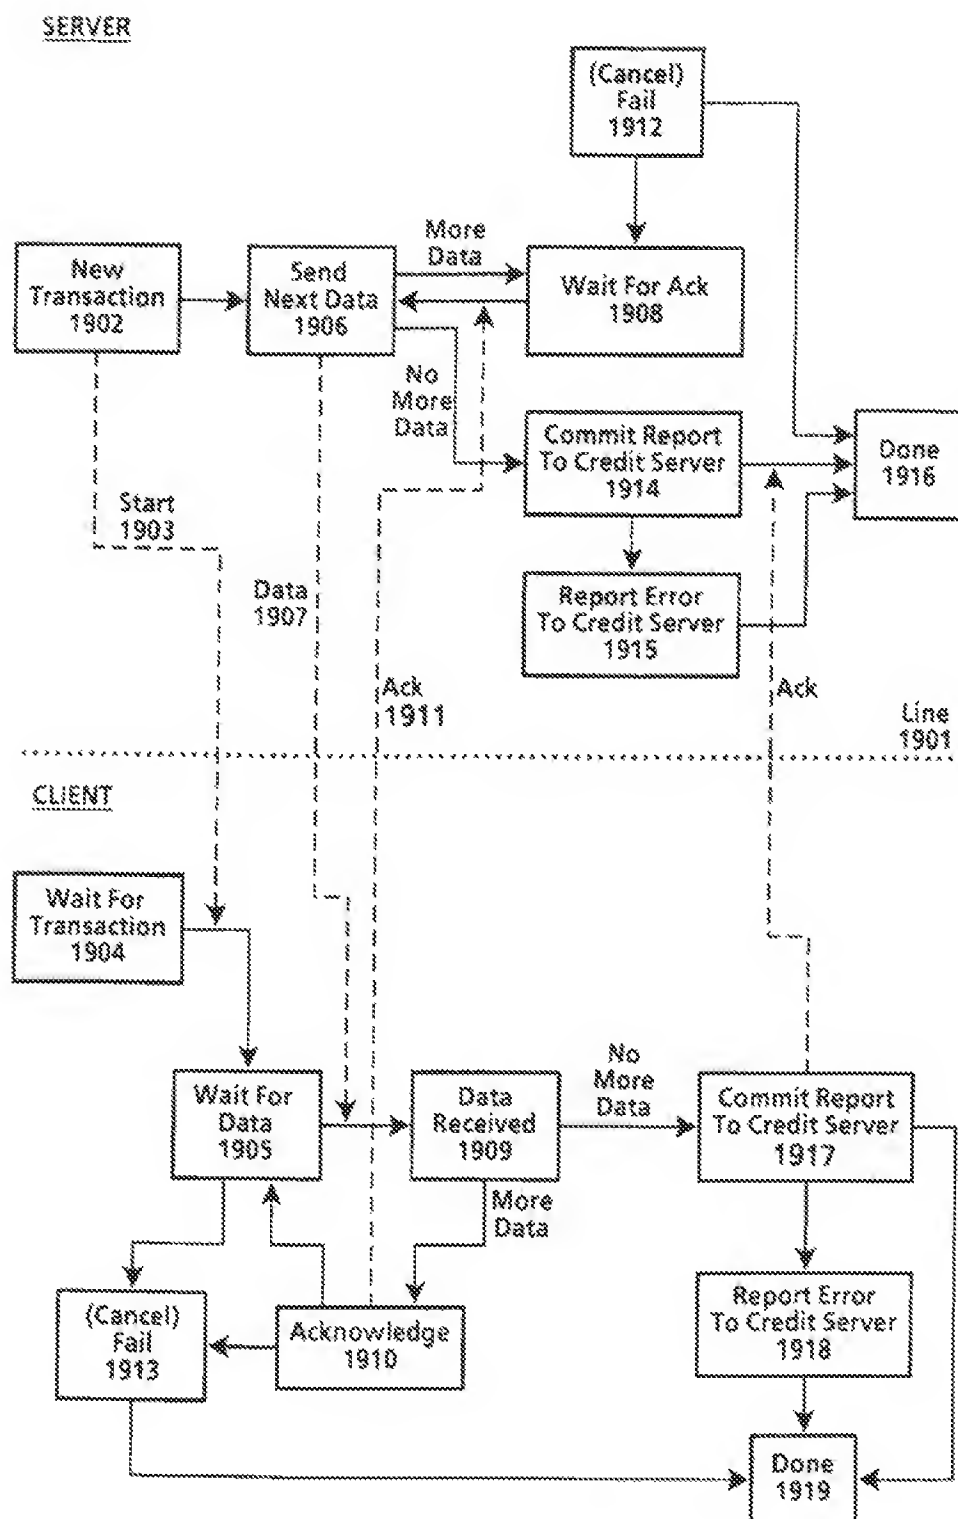 SERVER
(Cancel)
Fail
1912
New
Transaction
1902
Send
Next Data
1906
More
Data
Wait For Ack
1908
No
More
Data
Commit Report
To Credit Server
1914
Done
1916
Start
1903
Data
1907
Report Error
To Credit Server
1915
Ack
1911
Ack
Line
1901
CLIENT
Wait For
Transaction
1904
Wait For
Data
1905
Data
Received
1909
No
More
Data
Commit Report
To Credit Server
1917
More
Data
(Cancel)
Fail
1913
Acknowledge
1910
Report Error
To Credit Server
1918
Done
1919